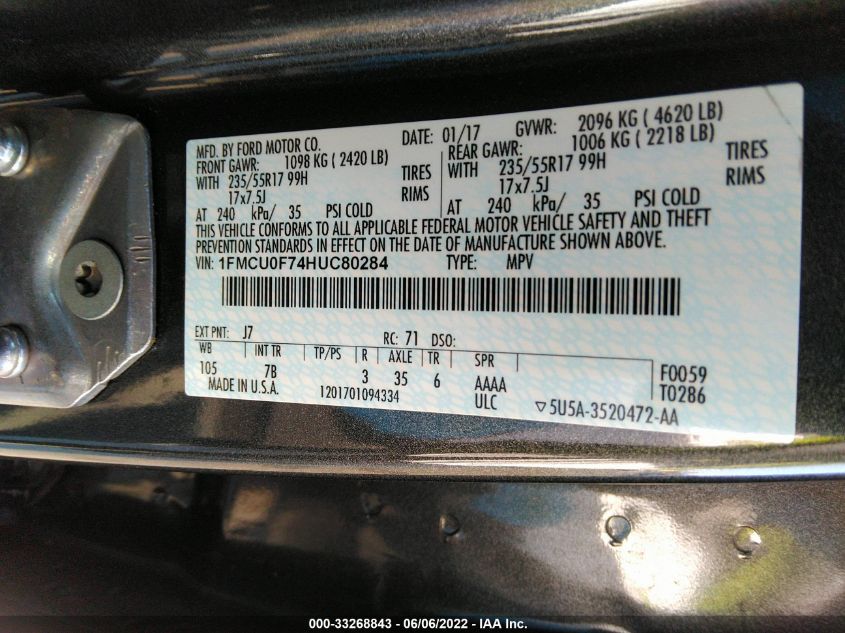 MFD. BY FORD MOTOR CO. DATE: 01/17 GVWR: 2096 KG ( 4620 LB)
FRONT GAWR: 1098 KG ( 2420 LB) REAR GAWR: 1006 KG ( 2218 LB)
WITH 235/55R17 99H TIRES WITH 235/55R17 99H TIRES
17x7.5J RIMS 17x7.5J RIMS
AT 240 kPa/ 35 PSI COLD AT 240 kPa/ 35 PSI COLD
THIS VEHICLE CONFORMS TO ALL APPLICABLE FEDERAL MOTOR VEHICLE SAFETY AND THEFT
PREVENTION STANDARDS IN EFFECT ON THE DATE OF MANUFACTURE SHOWN ABOVE.
VIN: 1FMCU0F74HUC80284 TYPE: MPV
EXT PNT: J7 RC: 71 DSO:
WB INT TR TP/PS R AXLE TR SPR
105 7B 3 35 6 AAAA F0059
MADE IN U.S.A. 1201701094334 ULC T0286
▽5U5A-3520472-AA
000-33268843 - 06/06/2022 - IAAI Inc.